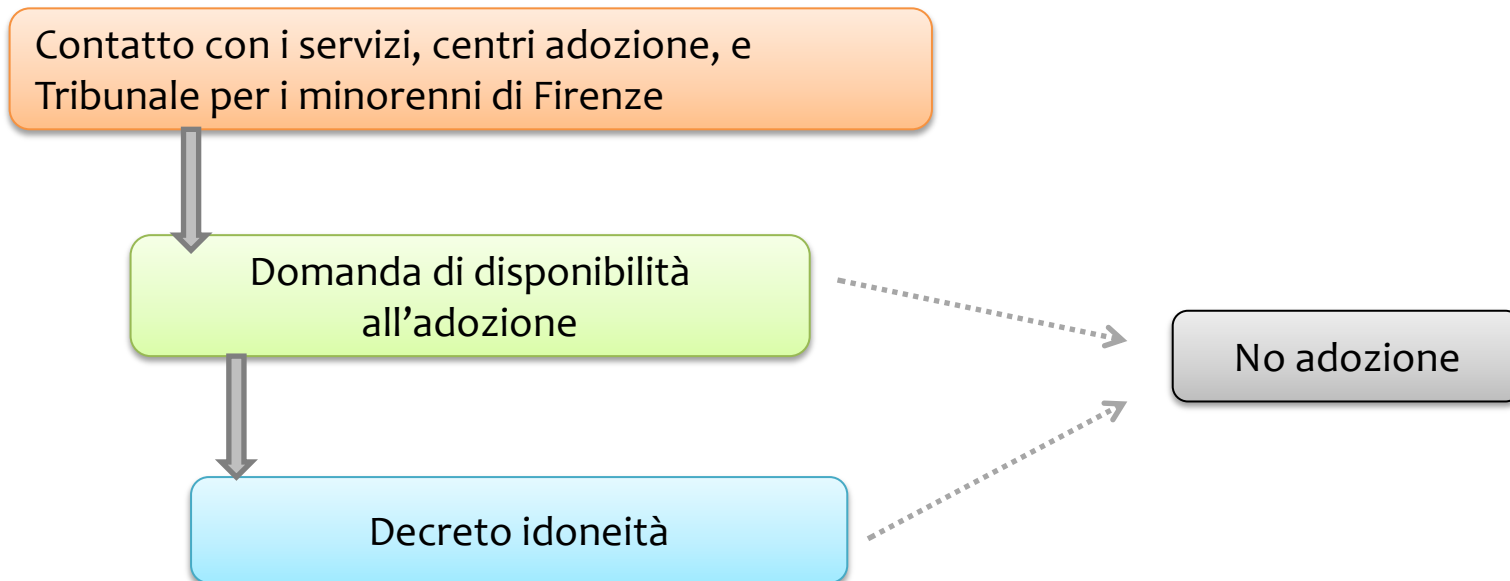 Contatto con i servizi, centri adozione, e
Tribunale per i minorenni di Firenze
Domanda di disponibilità
all’adozione
No adozione
Decreto idoneità